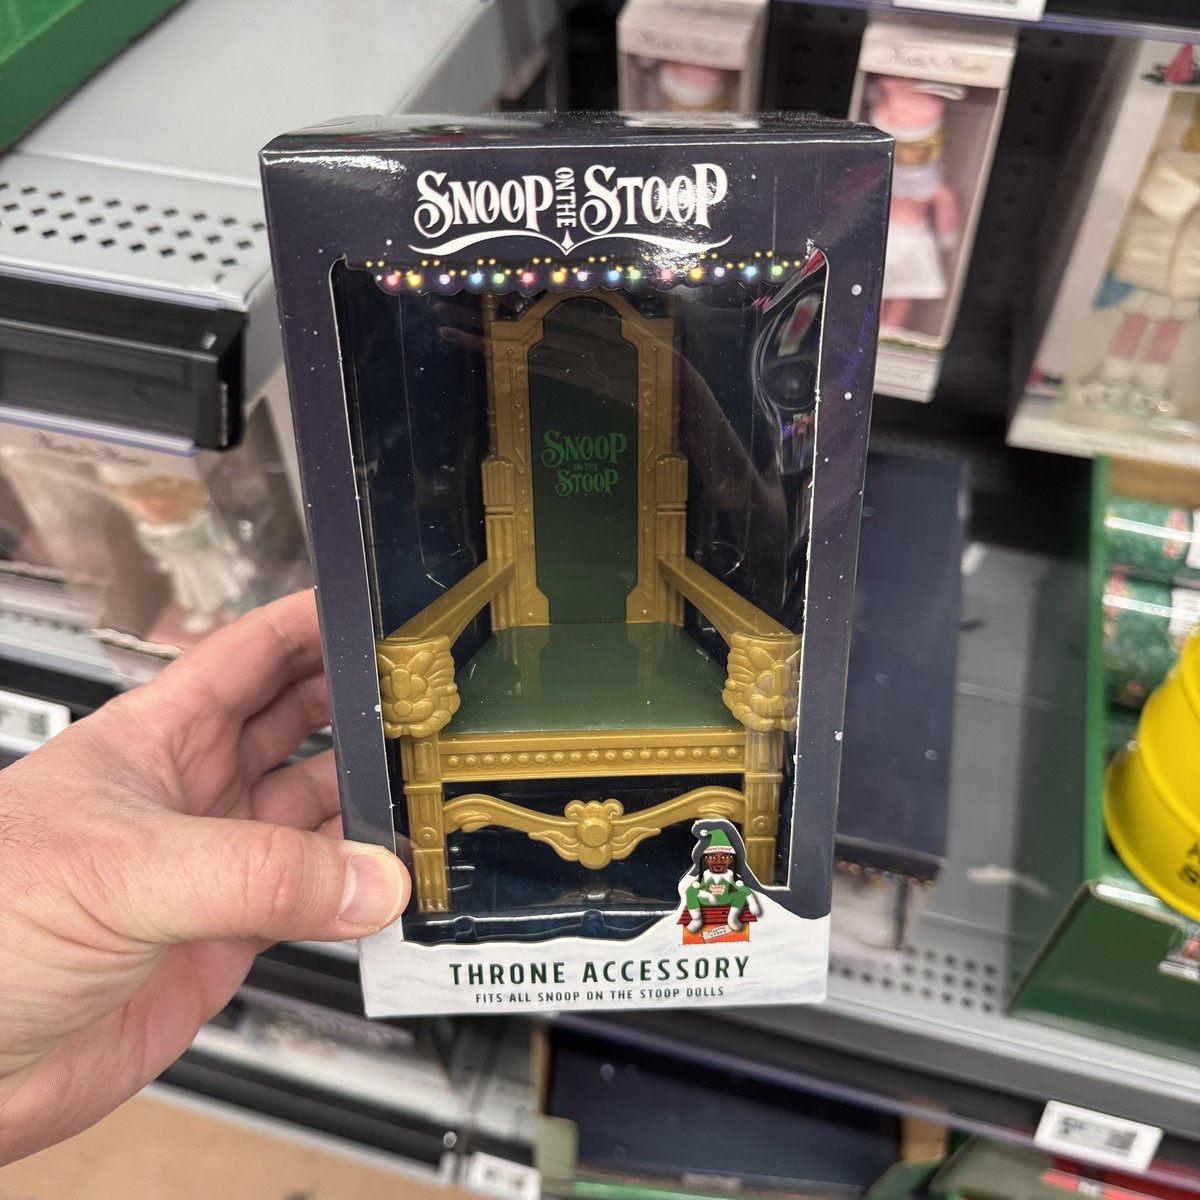 SNOOP ON THE STOOP
SNOOP
ON THE
STOOP
THRONE ACCESSORY
FITS ALL SNOOP ON THE STOOP DOLLS